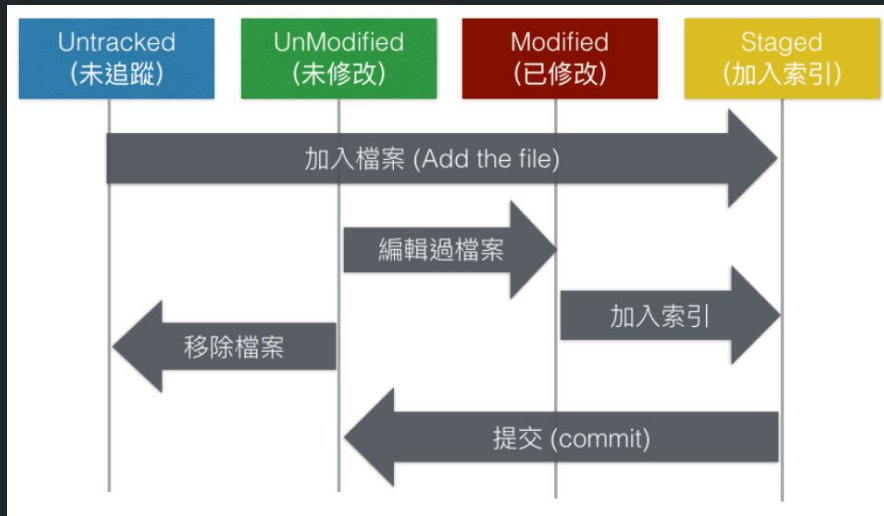 Untracked
(未追蹤)
UnModified
(未修改)
Modified
(已修改)
Staged
(加入索引)
加入檔案 (Add the file)
編輯過檔案
加入索引
移除檔案
提交 (commit)